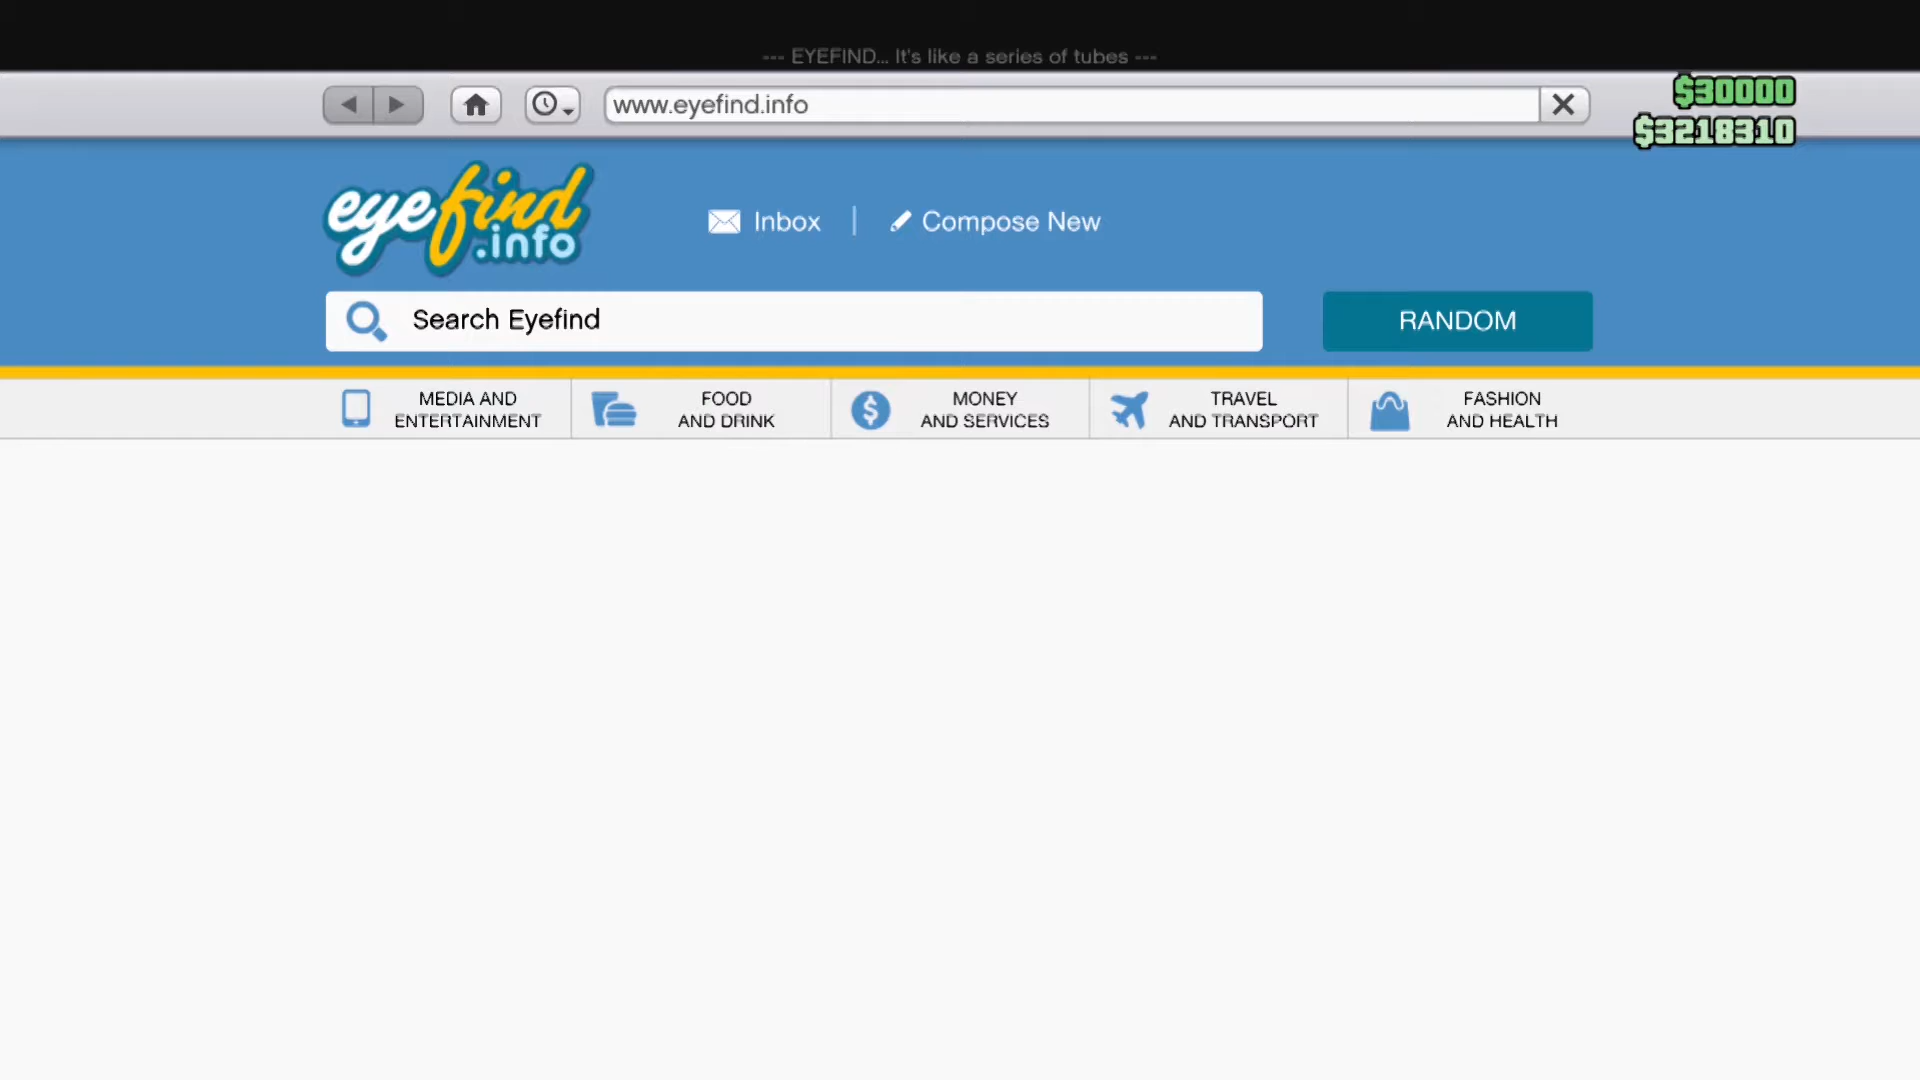 --- EYEFIND... It's like a series of tubes ---
www.eyefind.info
$30000
$3218310
eyefind.info
Inbox | Compose New
Search Eyefind
RANDOM
MEDIA AND
ENTERTAINMENT
FOOD
AND DRINK
MONEY
AND SERVICES
TRAVEL
AND TRANSPORT
FASHION
AND HEALTH